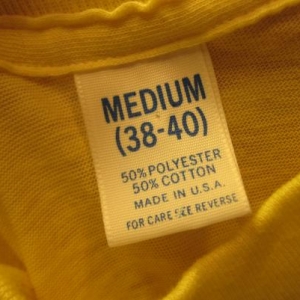 MEDIUM
(38-40)
50% POLYESTER
50% COTTON
MADE IN U.S.A.
FOR CARE SEE REVERSE